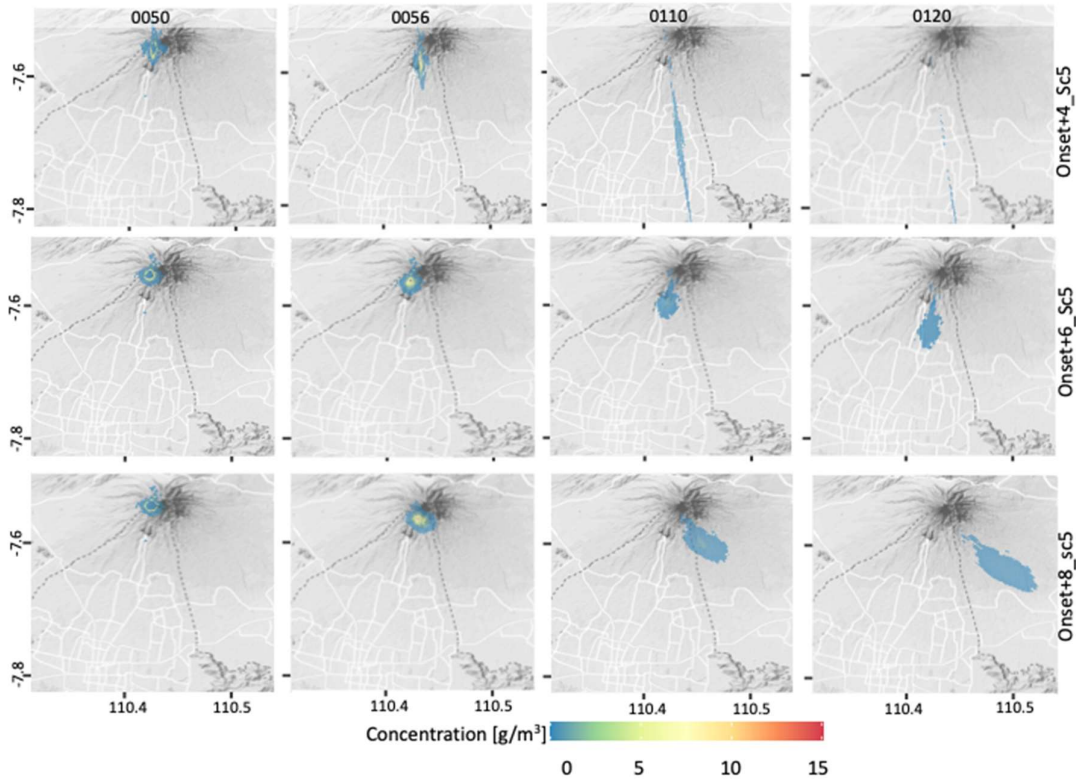 0050 0056 0110 0120
-7.6
-7.8
Onset+4_Sc5
-7.6
-7.8
Onset+6_Sc5
-7.6
-7.8
Onset+8_sc5
110.4 110.5 110.4 110.5 110.4 110.5 110.4 110.5
Concentration [g/m³]
0 5 10 15